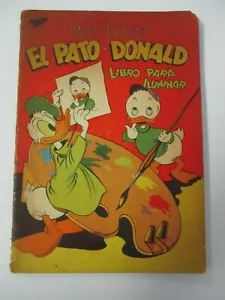 WALT DISNEY
EL PATO DONALD
LIBRO PARA
ILUMINAR